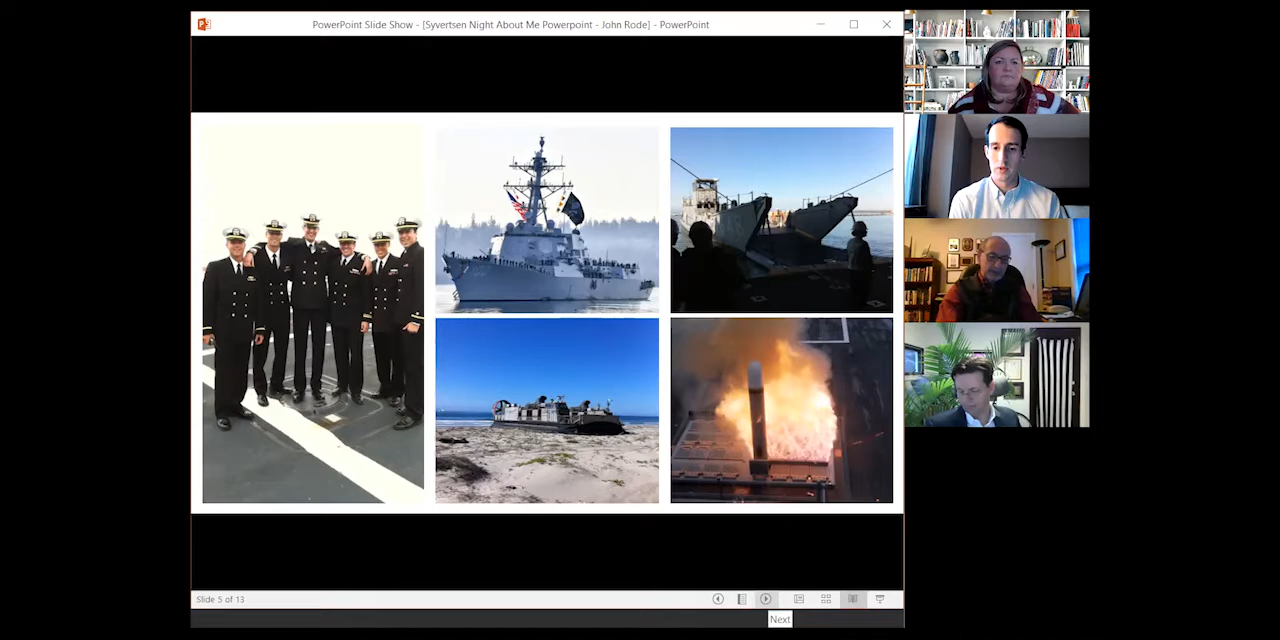 PowerPoint Slide Show - [Syvertsen Night About Me Powerpoint - John Rode] - PowerPoint
Slide 5 of 13
Next